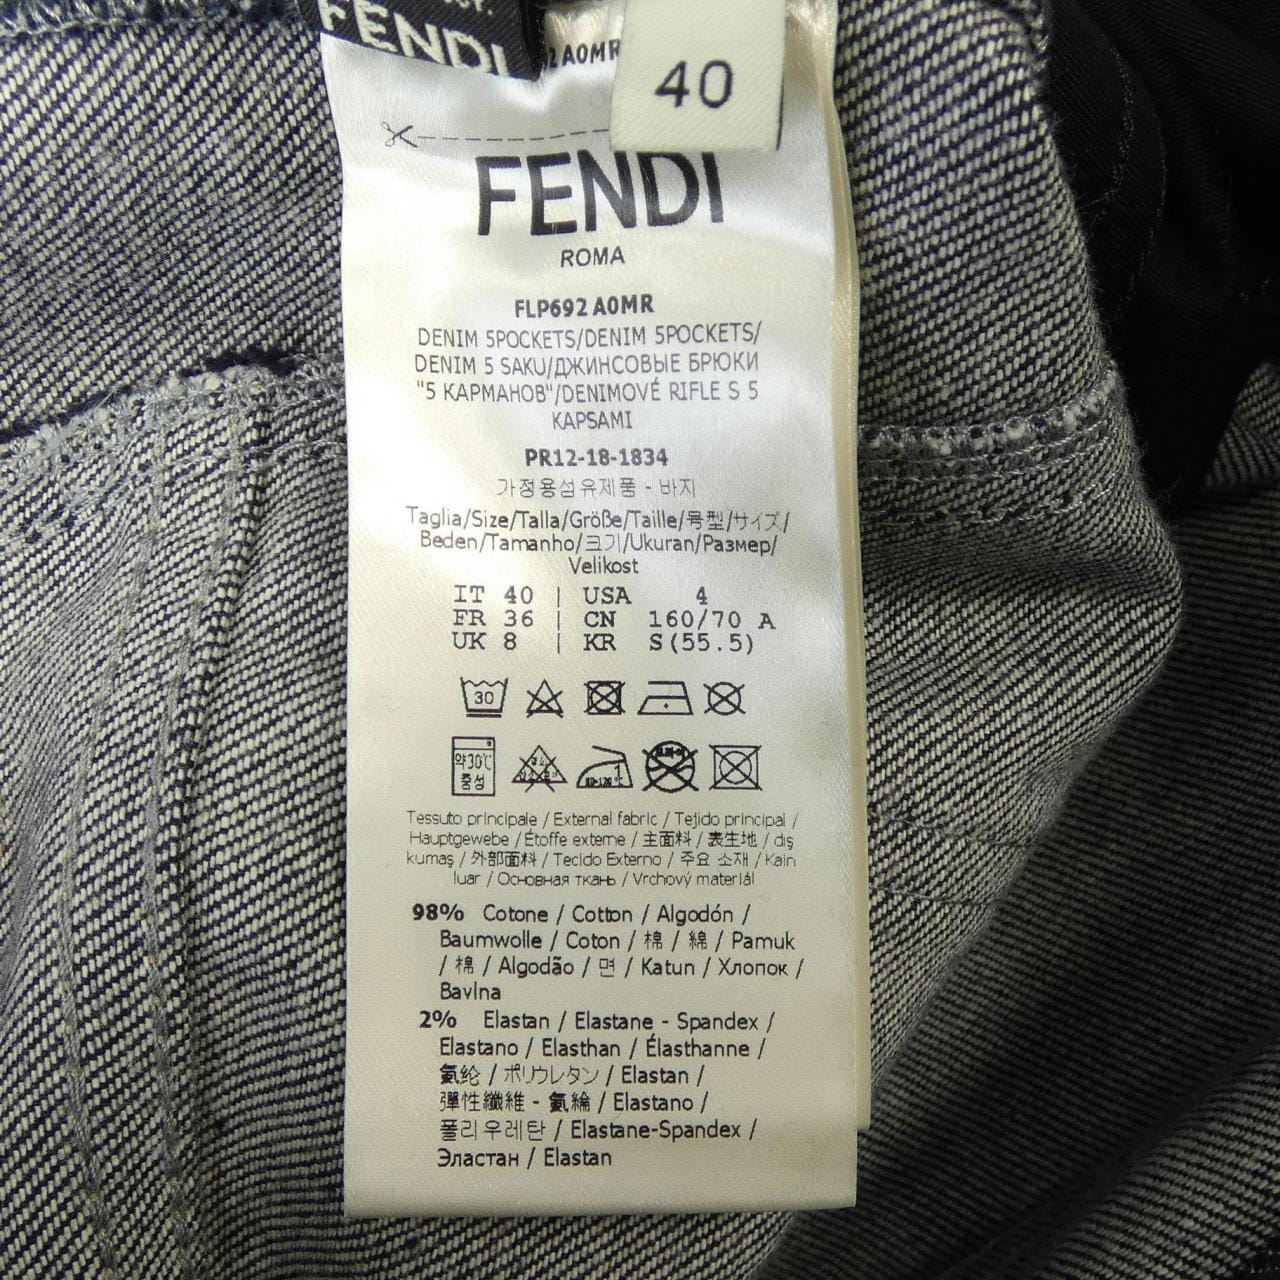 FENDI
A0MR
40
FENDI
ROMA
FLP692 A0MR
DENIM 5POCKETS/DENIM 5POCKETS/
DENIM 5 SAKU/ДЖИНСОВЫЕ БРЮКИ
"5 КАРМАНОВ"/DENIMOVÉ RIFLE S 5
KAPSAMI
PR12-18-1834
가정용섬유제품 - 바지
Taglia/Size/Talla/Größe/Taille/号型/サイズ/
Beden/Tamanho/크기/Ukuran/Размер/
Velikost
IT 40 | USA 4
FR 36 | CN 160/70 A
UK 8 | KR S(55.5)
30
약30℃
중성
Tessuto principale / External fabric / Tejido principal /
Hauptgewebe / Étoffe externe / 主面料 / 表生地 / dış
kumaş / 外部面料 / Tecido Externo / 주요 소재 / Kain
luar / Основная ткань / Vrchový materiál
98% Cotone / Cotton / Algodón /
Baumwolle / Coton / 棉 / 綿 / Pamuk
/ 棉 / Algodão / 면 / Katun / Хлопок /
Bavlna
2% Elastan / Elastane - Spandex /
Elastano / Elasthan / Élasthanne /
氨纶 / ポリウレタン / Elastan /
彈性纖維 - 氨綸 / Elastano /
폴리우레탄 / Elastane-Spandex /
Эластан / Elastan